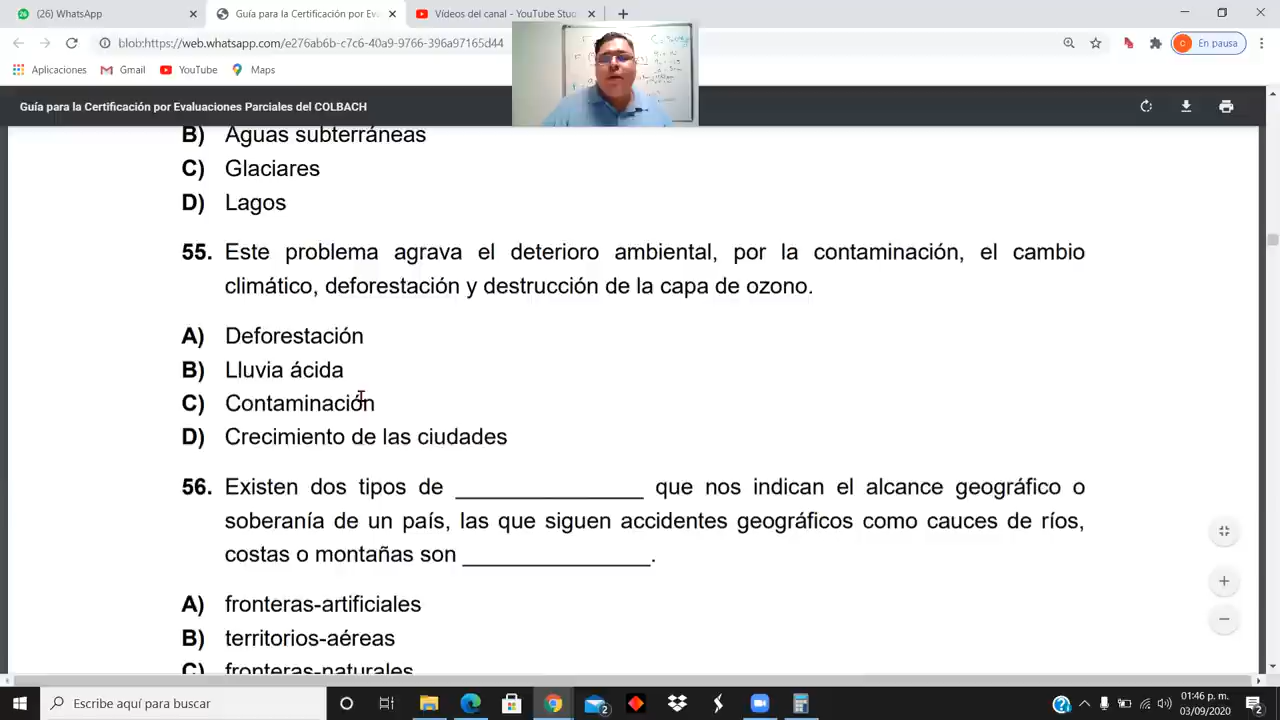 (26) WhatsApp
Guía para la Certificación por Ev
Vídeos del canal - YouTube Stu
blob:https://web.whatsapp.com/e276ab6b-7c6-40a9-9766-396a97165d44
En pausa
Aplicaciones
Gmail
YouTube
Maps
Guía para la Certificación por Evaluaciones Parciales del COLBACH
B) Aguas subterráneas
C) Glaciares
D) Lagos
55. Este problema agrava el deterioro ambiental, por la contaminación, el cambio
climático, deforestación y destrucción de la capa de ozono.
A) Deforestación
B) Lluvia ácida
C) Contaminación
D) Crecimiento de las ciudades
56. Existen dos tipos de _______________ que nos indican el alcance geográfico o
soberanía de un país, las que siguen accidentes geográficos como cauces de ríos,
costas o montañas son _______________.
A) fronteras-artificiales
B) territorios-aéreas
C) fronteras-naturales
Escribe aquí para buscar
01:46 p. m.
03/09/2020